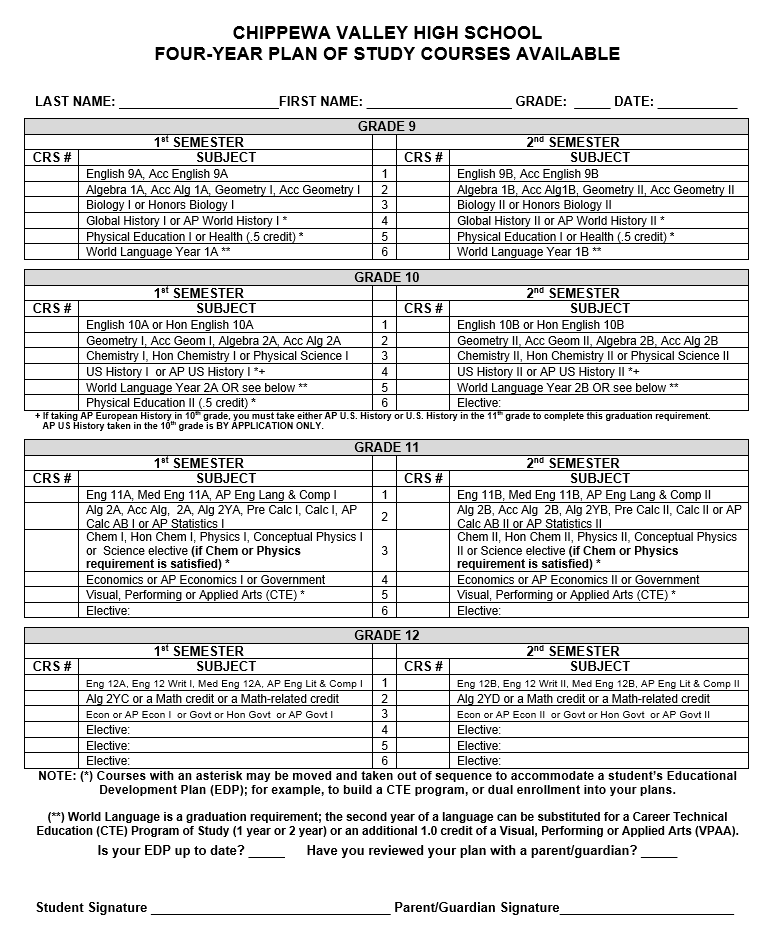 CHIPPEWA VALLEY HIGH SCHOOL
FOUR-YEAR PLAN OF STUDY COURSES AVAILABLE
LAST NAME: ____________________FIRST NAME: __________________ GRADE: _____ DATE: __________
GRADE 9
1st SEMESTER 2nd SEMESTER
CRS # SUBJECT CRS # SUBJECT
English 9A, Acc English 9A 1 English 9B, Acc English 9B
Algebra 1A, Acc Alg 1A, Geometry I, Acc Geometry I 2 Algebra 1B, Acc Alg1B, Geometry II, Acc Geometry II
Biology I or Honors Biology I 3 Biology II or Honors Biology II
Global History I or AP World History I * 4 Global History II or AP World History II *
Physical Education I or Health (.5 credit) * 5 Physical Education I or Health (.5 credit) *
World Language Year 1A ** 6 World Language Year 1B **
GRADE 10
1st SEMESTER 2nd SEMESTER
CRS # SUBJECT CRS # SUBJECT
English 10A or Hon English 10A 1 English 10B or Hon English 10B
Geometry I, Acc Geom I, Algebra 2A, Acc Alg 2A 2 Geometry II, Acc Geom II, Algebra 2B, Acc Alg 2B
Chemistry I, Hon Chemistry I or Physical Science I 3 Chemistry II, Hon Chemistry II or Physical Science II
US History I or AP US History I *+ 4 US History II or AP US History II *+
World Language Year 2A OR see below ** 5 World Language Year 2B OR see below **
Physical Education II (.5 credit) * 6 Elective:
+ If taking AP European History in 10th grade, you must take either AP U.S. History or U.S. History in the 11th grade to complete this graduation requirement.
AP US History taken in the 10th grade is BY APPLICATION ONLY.
GRADE 11
1st SEMESTER 2nd SEMESTER
CRS # SUBJECT CRS # SUBJECT
Eng 11A, Med Eng 11A, AP Eng Lang & Comp I 1 Eng 11B, Med Eng 11B, AP Eng Lang & Comp II
Alg 2A, Acc Alg, 2A, Alg 2YA, Pre Calc I, Calc I, AP 2 Alg 2B, Acc Alg 2B, Alg 2YB, Pre Calc II, Calc II or AP
Calc AB I or AP Statistics I Calc AB II or AP Statistics II
Chem I, Hon Chem I, Physics I, Conceptual Physics I Chem II, Hon Chem II, Physics II, Conceptual Physics
or Science elective (if Chem or Physics 3 II or Science elective (if Chem or Physics
requirement is satisfied) * requirement is satisfied) *
Economics or AP Economics I or Government 4 Economics or AP Economics II or Government
Visual, Performing or Applied Arts (CTE) * 5 Visual, Performing or Applied Arts (CTE) *
Elective: 6 Elective:
GRADE 12
1st SEMESTER 2nd SEMESTER
CRS # SUBJECT CRS # SUBJECT
Eng 12A, Eng 12 Writ I, Med Eng 12A, AP Eng Lit & Comp I 1 Eng 12B, Eng 12 Writ II, Med Eng 12B, AP Eng Lit & Comp II
Alg 2YC or a Math credit or a Math-related credit 2 Alg 2YD or a Math credit or a Math-related credit
Econ or AP Econ I or Govt or Hon Govt or AP Govt I 3 Econ or AP Econ II or Govt or Hon Govt or AP Govt II
Elective: 4 Elective:
Elective: 5 Elective:
Elective: 6 Elective:
NOTE: (*) Courses with an asterisk may be moved and taken out of sequence to accommodate a student's Educational
Development Plan (EDP); for example, to build a CTE program, or dual enrollment into your plans.
(**) World Language is a graduation requirement; the second year of a language can be substituted for a Career Technical
Education (CTE) Program of Study (1 year or 2 year) or an additional 1.0 credit of a Visual, Performing or Applied Arts (VPAA).
Is your EDP up to date? _____ Have you reviewed your plan with a parent/guardian? _____
Student Signature ______________________________ Parent/Guardian Signature______________________